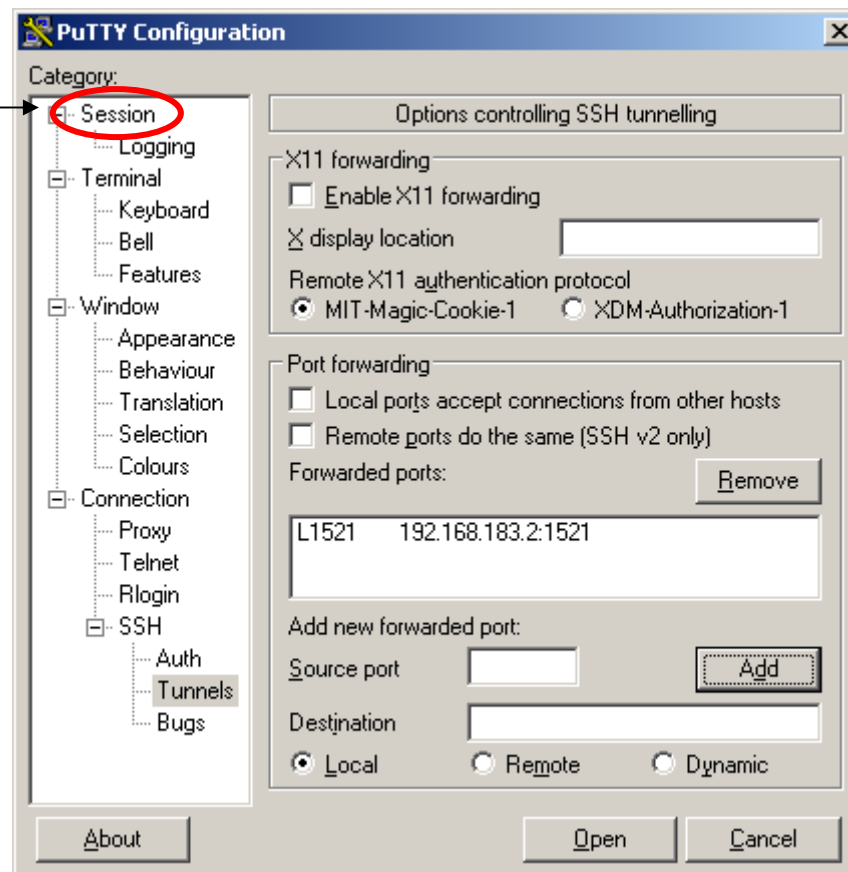 PuTTY Configuration
Category:
Session
Logging
Terminal
Keyboard
Bell
Features
Window
Appearance
Behaviour
Translation
Selection
Colours
Connection
Proxy
Telnet
Rlogin
SSH
Auth
Tunnels
Bugs
Options controlling SSH tunnelling
X11 forwarding
Enable X11 forwarding
X display location
Remote X11 authentication protocol
MIT-Magic-Cookie-1 XDM-Authorization-1
Port forwarding
Local ports accept connections from other hosts
Remote ports do the same (SSH v2 only)
Forwarded ports: Remove
L1521 192.168.183.2:1521
Add new forwarded port:
Source port Add
Destination
Local Remote Dynamic
About Open Cancel